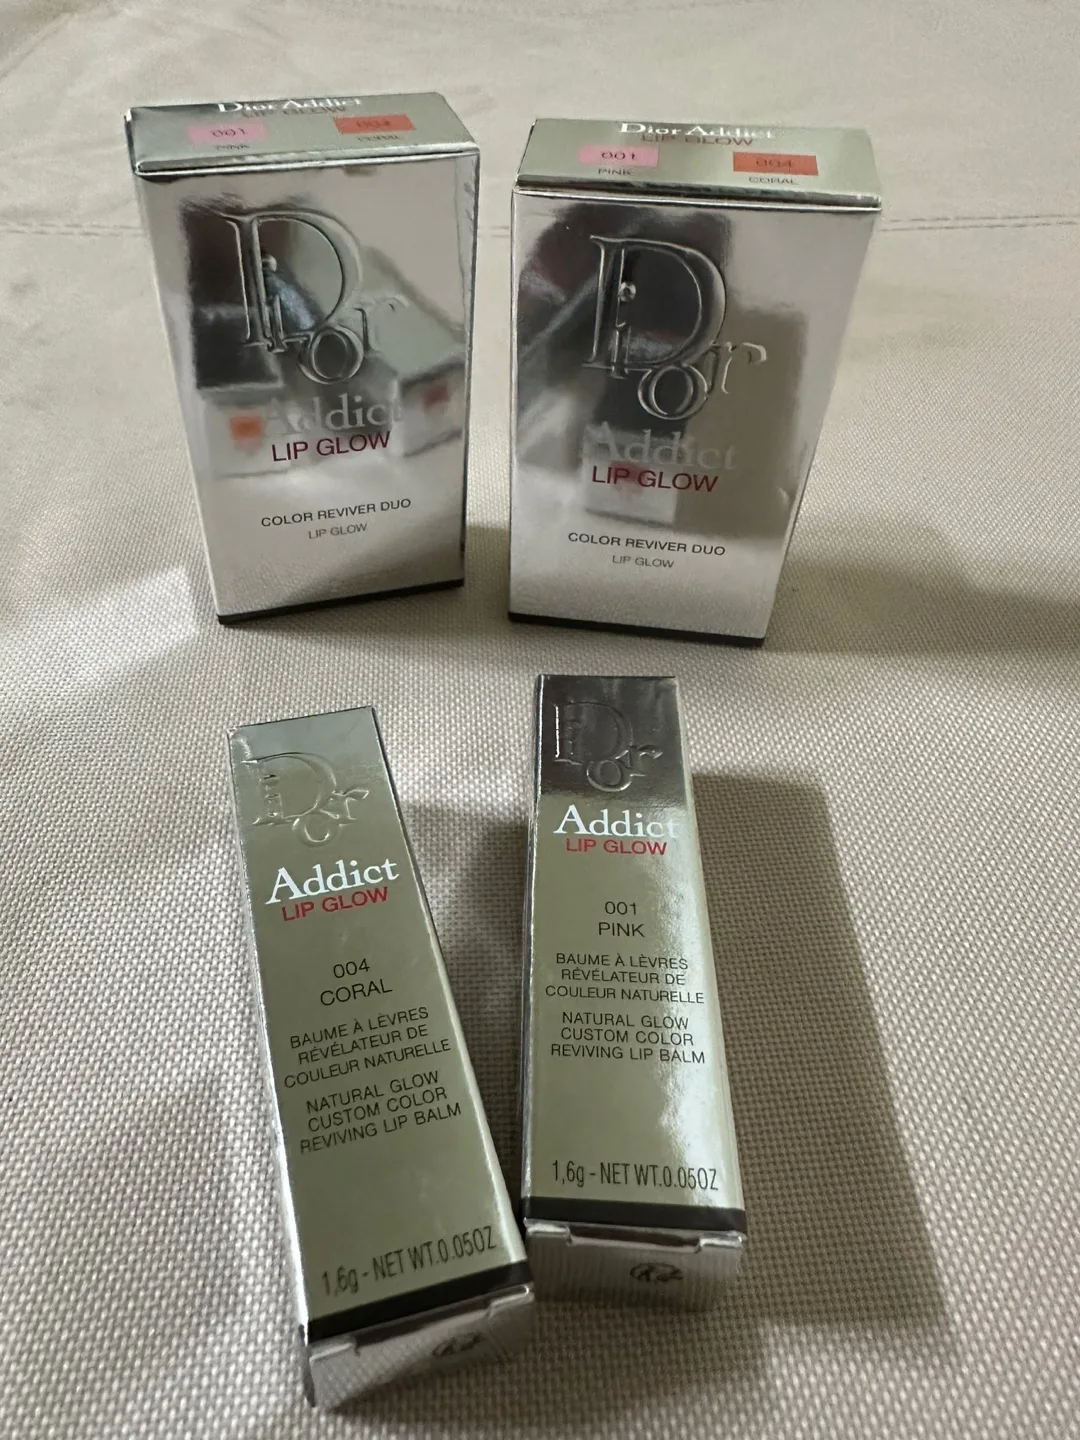 Dior Addict
LIP GLOW
001
004
PINK
CORAL
Dior
Addict
LIP GLOW
COLOR REVIVER DUO
LIP GLOW
Dior Addict
LIP GLOW
001
004
PINK
CORAL
Dior
Addict
LIP GLOW
COLOR REVIVER DUO
LIP GLOW
Dior
Addict
LIP GLOW
004
CORAL
BAUME À LÈVRES
RÉVÉLATEUR DE
COULEUR NATURELLE
NATURAL GLOW
CUSTOM COLOR
REVIVING LIP BALM
1,6g - NET WT.0.05OZ
Dior
Addict
LIP GLOW
001
PINK
BAUME À LÈVRES
RÉVÉLATEUR DE
COULEUR NATURELLE
NATURAL GLOW
CUSTOM COLOR
REVIVING LIP BALM
1,6g - NET WT.0.05OZ